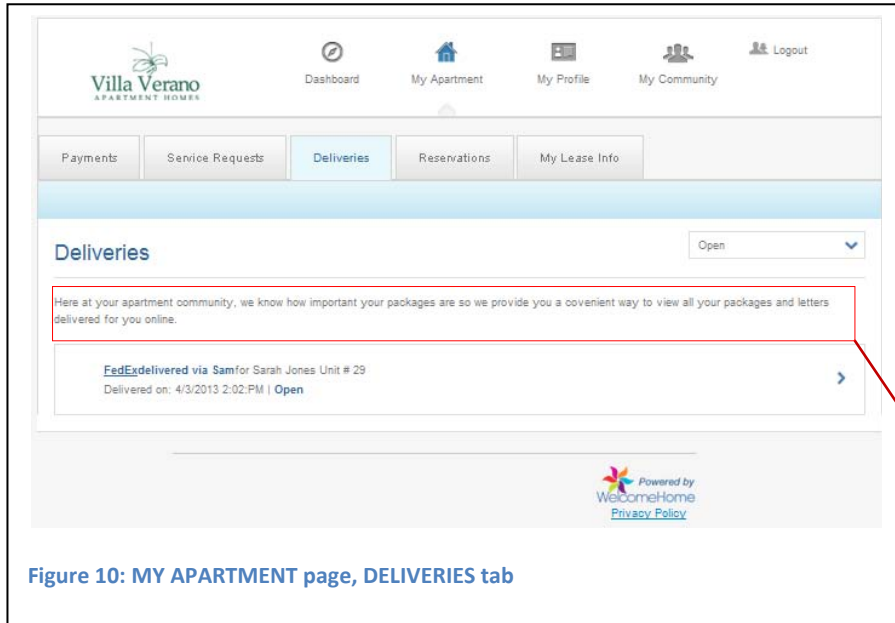 Villa Verano
APARTMENT HOMES
Dashboard
My Apartment
My Profile
My Community
Logout
Payments
Service Requests
Deliveries
Reservations
My Lease Info
Deliveries
Open
Here at your apartment community, we know how important your packages are so we provide you a covenient way to view all your packages and letters
delivered for you online.
FedExdelivered via Samfor Sarah Jones Unit # 29
Delivered on: 4/3/2013 2:02:PM | Open
Powered by
WelcomeHome
Privacy Policy
Figure 10: MY APARTMENT page, DELIVERIES tab